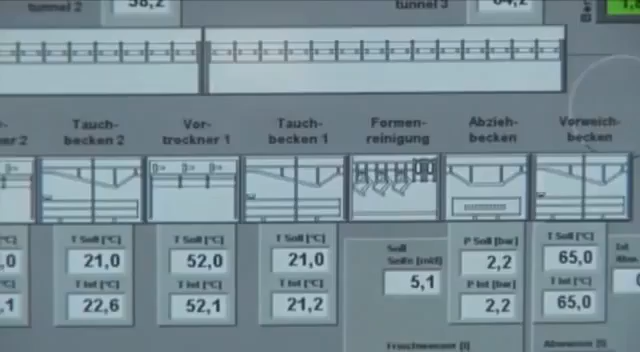 tunnel 2
58,2
tunnel 3
64,2
Tauch-
becken 2
Vor-
trockner 1
Tauch-
becken 1
Formen-
reinigung
Abzieh-
becken
Vorweich-
becken
T Soll [°C]
21,0
T Ist [°C]
22,6
T Soll [°C]
52,0
T Ist [°C]
52,1
T Soll [°C]
21,0
T Ist [°C]
21,2
Soll
5,1
P Soll [bar]
2,2
P Ist [bar]
2,2
T Soll [°C]
65,0
T Ist [°C]
65,0
Ist
Frischwasser [l]
Abwasser [l]